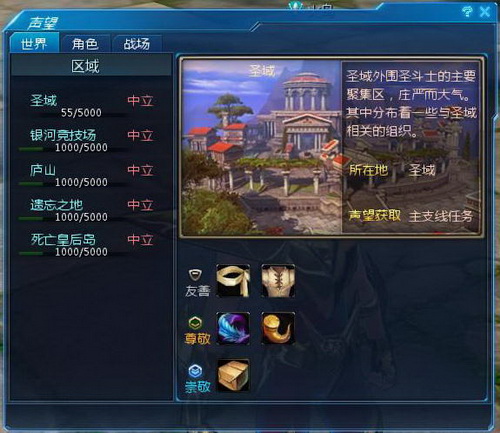 声望
世界 角色 战场
区域
圣域 中立
55/5000
银河竞技场 中立
1000/5000
庐山 中立
1000/5000
遗忘之地 中立
1000/5000
死亡皇后岛 中立
1000/5000
圣域
圣域外围圣斗士的主要
聚集区，庄严而大气。
其中分布着一些与圣域
相关的组织。
所在地 圣域
声望获取 主支线任务
友善
尊敬
崇敬